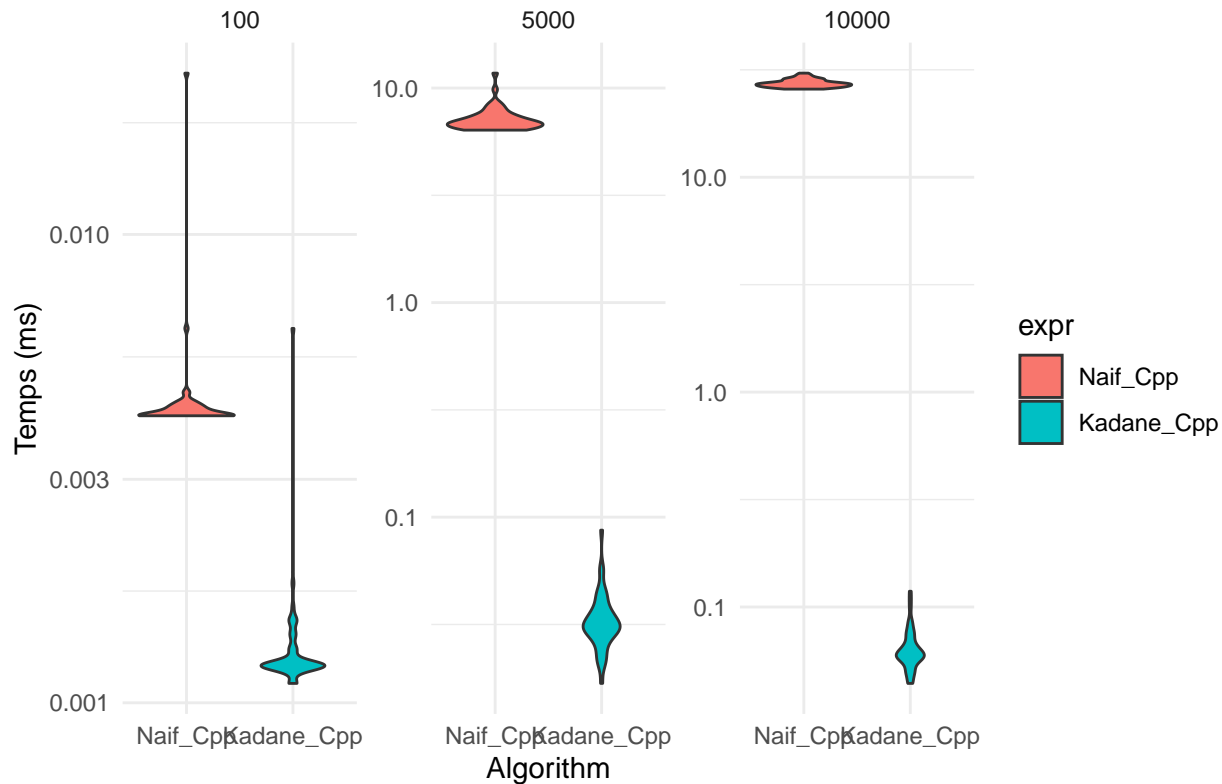 100
5000
10000
Temps (ms)
0.010
0.003
0.001
10.0
1.0
0.1
10.0
1.0
0.1
Naif_Cpp Kadane_Cpp
Naif_Cpp Kadane_Cpp
Naif_Cpp Kadane_Cpp
Algorithm
expr
Naif_Cpp
Kadane_Cpp